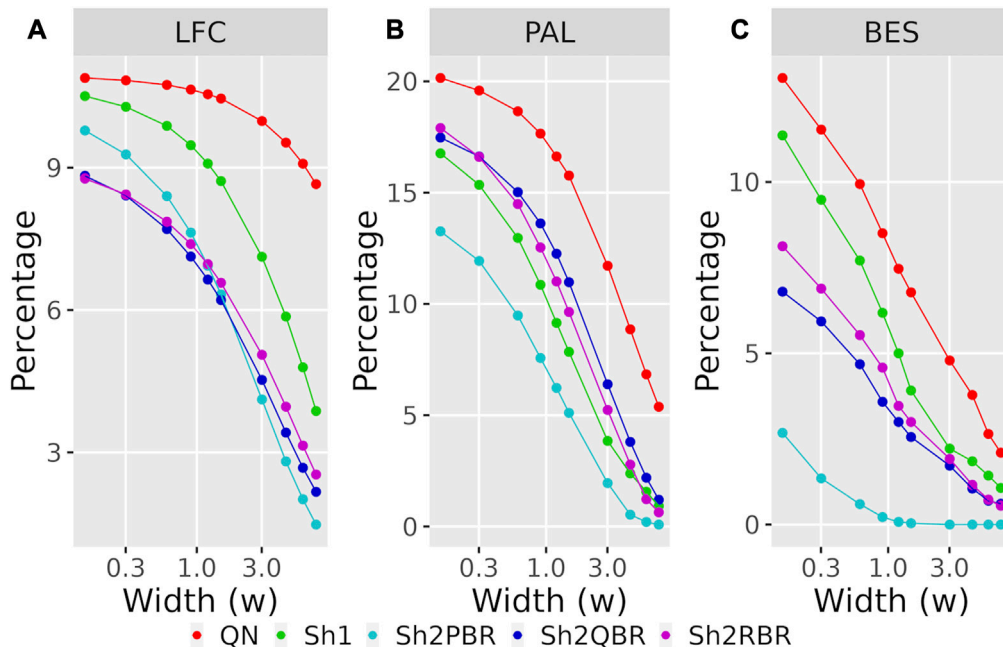 A
LFC
Percentage
9
6
3
0.3 1.0 3.0
Width (w)
B
PAL
Percentage
20
15
10
5
0
0.3 1.0 3.0
Width (w)
C
BES
Percentage
10
5
0
0.3 1.0 3.0
Width (w)
QN Sh1 Sh2PBR Sh2QBR Sh2RBR